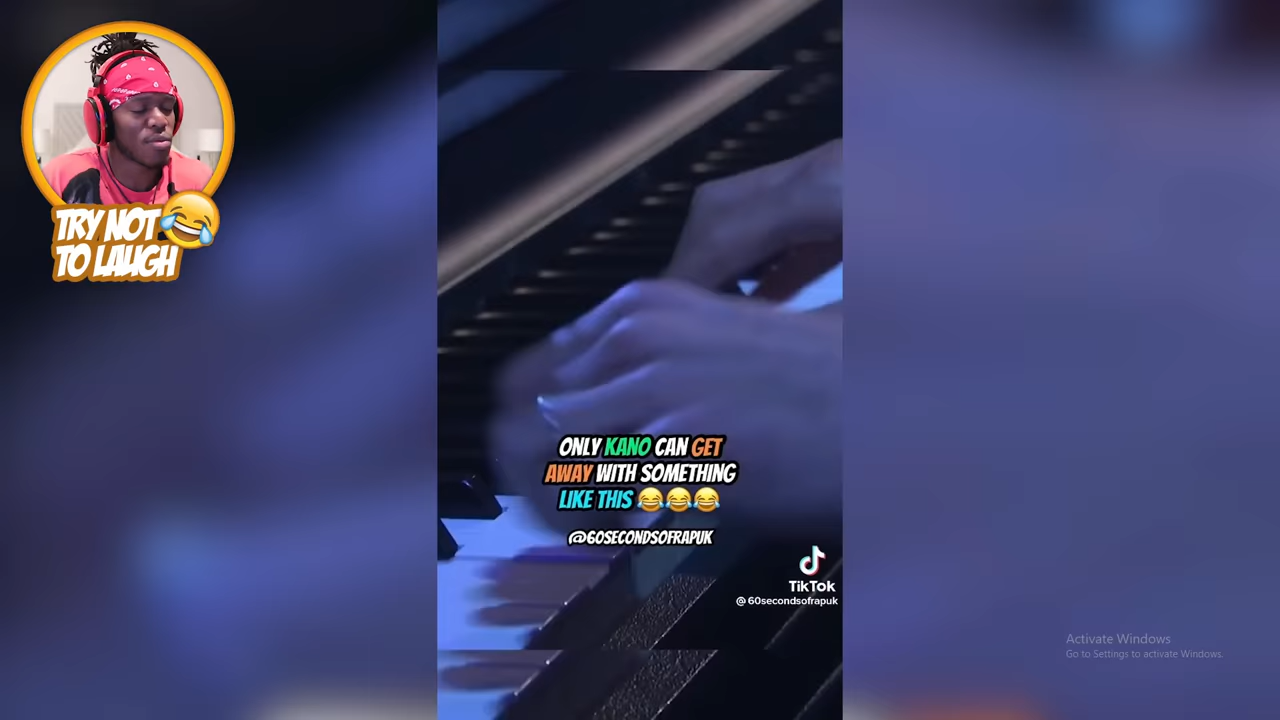 TRY NOT
TO LAUGH
ONLY KANO CAN GET
AWAY WITH SOMETHING
LIKE THIS 😂😂😂
@60SECONDSOFRAPUK
TikTok
@ 60secondsofrapuk
Activate Windows
Go to Settings to activate Windows.